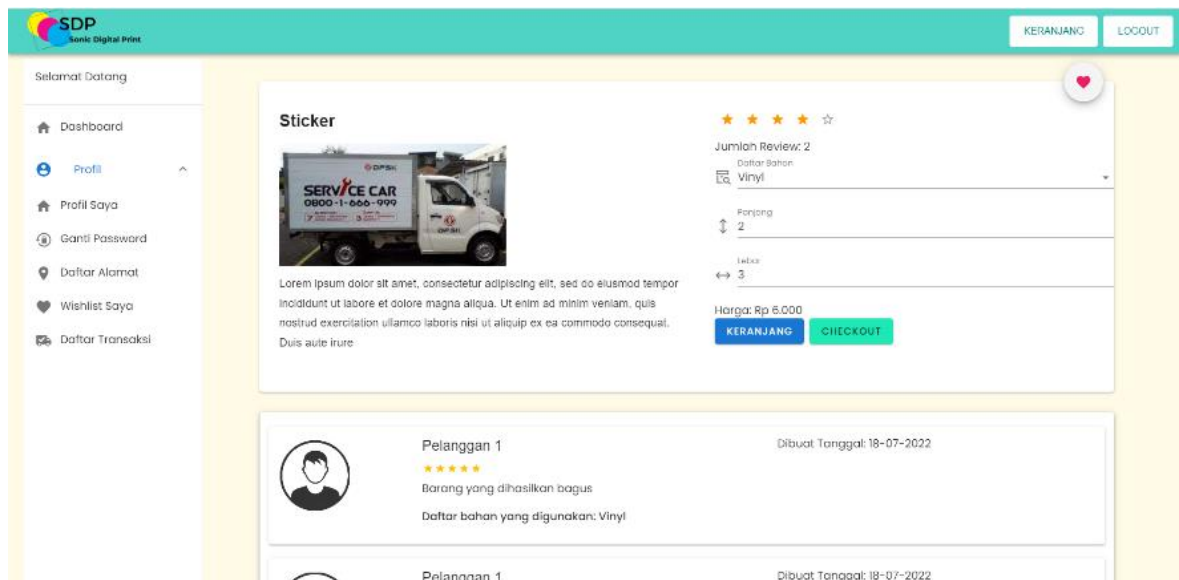 SDP
Sonic Digital Print
KERANJANG
LOGOUT
Selamat Datang
Dashboard
Profil
Profil Saya
Ganti Password
Daftar Alamat
Wishlist Saya
Daftar Transaksi
Sticker
DFSK
SERVICE CAR
0800-1-666-999
DFSK
Lorem ipsum dolor sit amet, consectetur adipiscing elit, sed do eiusmod tempor
incididunt ut labore et dolore magna aliqua. Ut enim ad minim veniam, quis
nostrud exercitation ullamco laboris nisi ut aliquip ex ea commodo consequat.
Duis aute irure
Jumlah Review: 2
Daftar Bahan
Vinyl
Panjang
2
Lebar
3
Harga: Rp 6.000
KERANJANG
CHECKOUT
Pelanggan 1
Dibuat Tanggal: 18-07-2022
Barang yang dihasilkan bagus
Daftar bahan yang digunakan: Vinyl
Pelanggan 1
Dibuat Tanggal: 18-07-2022